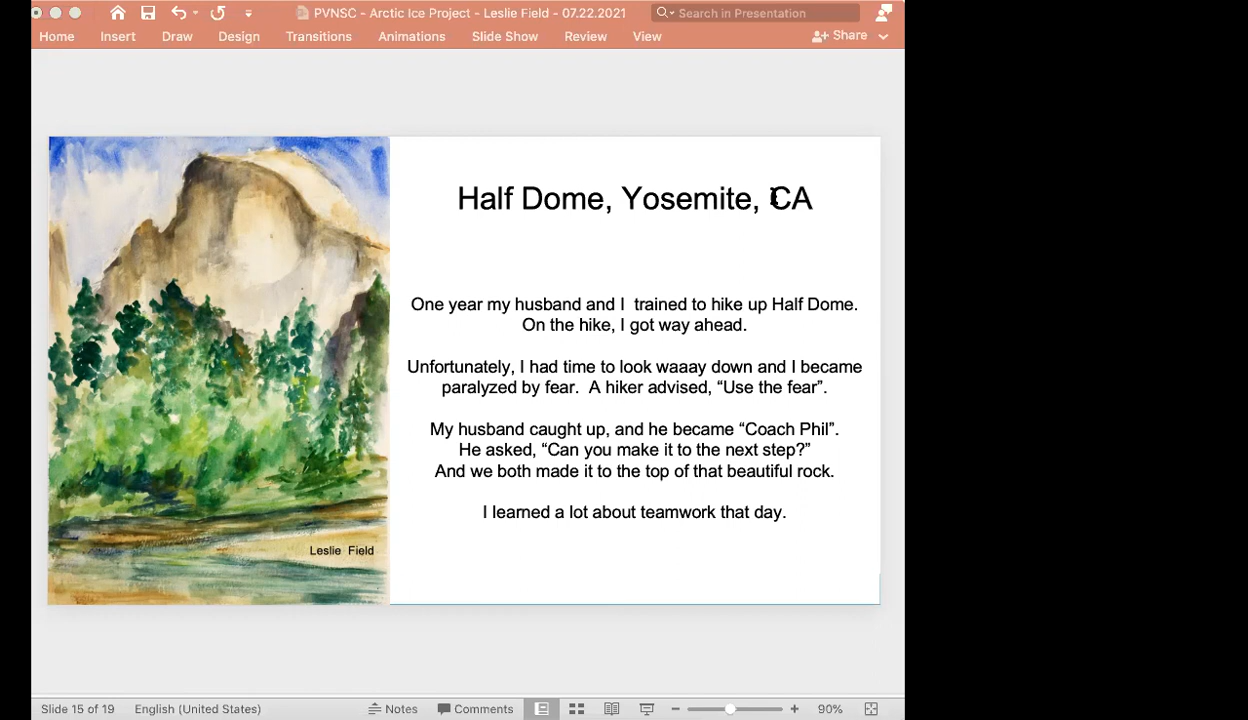 PVNSC - Arctic Ice Project - Leslie Field - 07.22.2021
Search in Presentation
Home Insert Draw Design Transitions Animations Slide Show Review View Share
Half Dome, Yosemite, CA
One year my husband and I trained to hike up Half Dome.
On the hike, I got way ahead.
Unfortunately, I had time to look waaay down and I became
paralyzed by fear. A hiker advised, “Use the fear”.
My husband caught up, and he became “Coach Phil”.
He asked, “Can you make it to the next step?”
And we both made it to the top of that beautiful rock.
I learned a lot about teamwork that day.
Leslie Field
Slide 15 of 19 English (United States) Notes Comments 90%